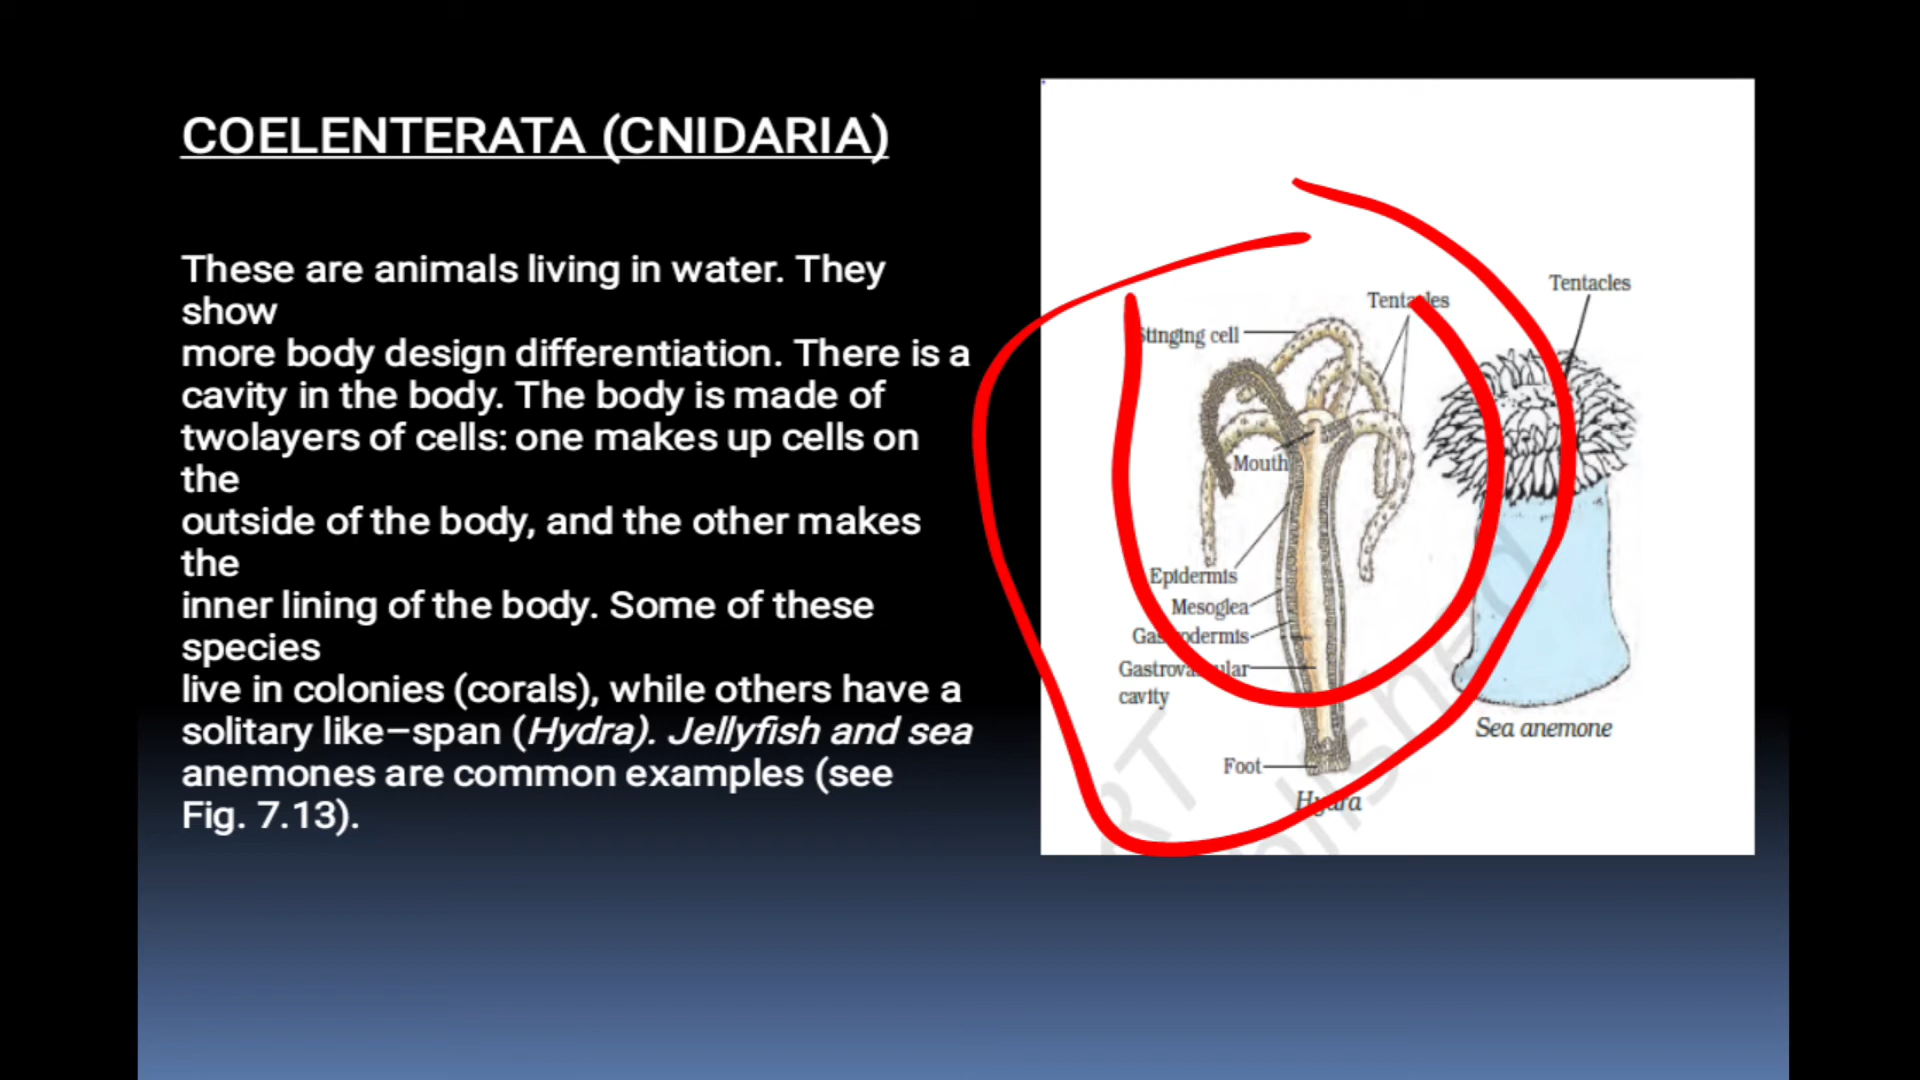 COELENTERATA (CNIDARIA)
These are animals living in water. They
show
more body design differentiation. There is a
cavity in the body. The body is made of
twolayers of cells: one makes up cells on
the
outside of the body, and the other makes
the
inner lining of the body. Some of these
species
live in colonies (corals), while others have a
solitary like–span (Hydra). Jellyfish and sea
anemones are common examples (see
Fig. 7.13).
Tentacles
Tentacles
Stinging cell
Mouth
Epidermis
Mesoglea
Gastrodermis
Gastrovascular
cavity
Foot
Hydra
Sea anemone